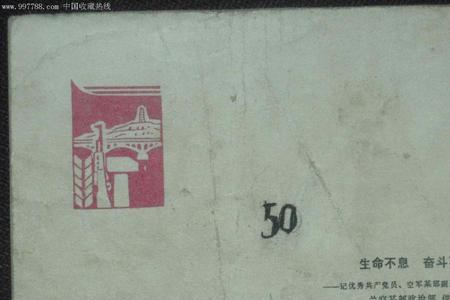 www.997788.com 中国收藏热线
50
生命不息 奋斗
——记优秀共产党员、空军某部副